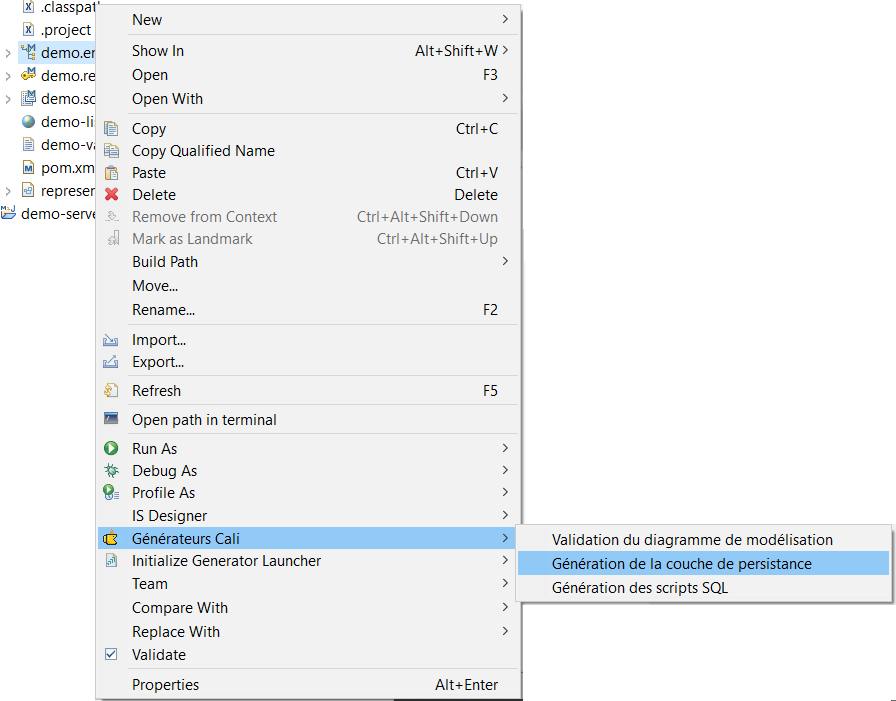 .classpath
.project
demo.en
demo.re
demo.so
demo-li
demo-va
pom.xm
represen
demo-serve
New
Show In Alt+Shift+W
Open F3
Open With
Copy Ctrl+C
Copy Qualified Name
Paste Ctrl+V
Delete Delete
Remove from Context Ctrl+Alt+Shift+Down
Mark as Landmark Ctrl+Alt+Shift+Up
Build Path
Move...
Rename... F2
Import...
Export...
Refresh F5
Open path in terminal
Run As
Debug As
Profile As
IS Designer
Générateurs Cali
Initialize Generator Launcher
Team
Compare With
Replace With
Validate
Properties Alt+Enter
Validation du diagramme de modélisation
Génération de la couche de persistance
Génération des scripts SQL